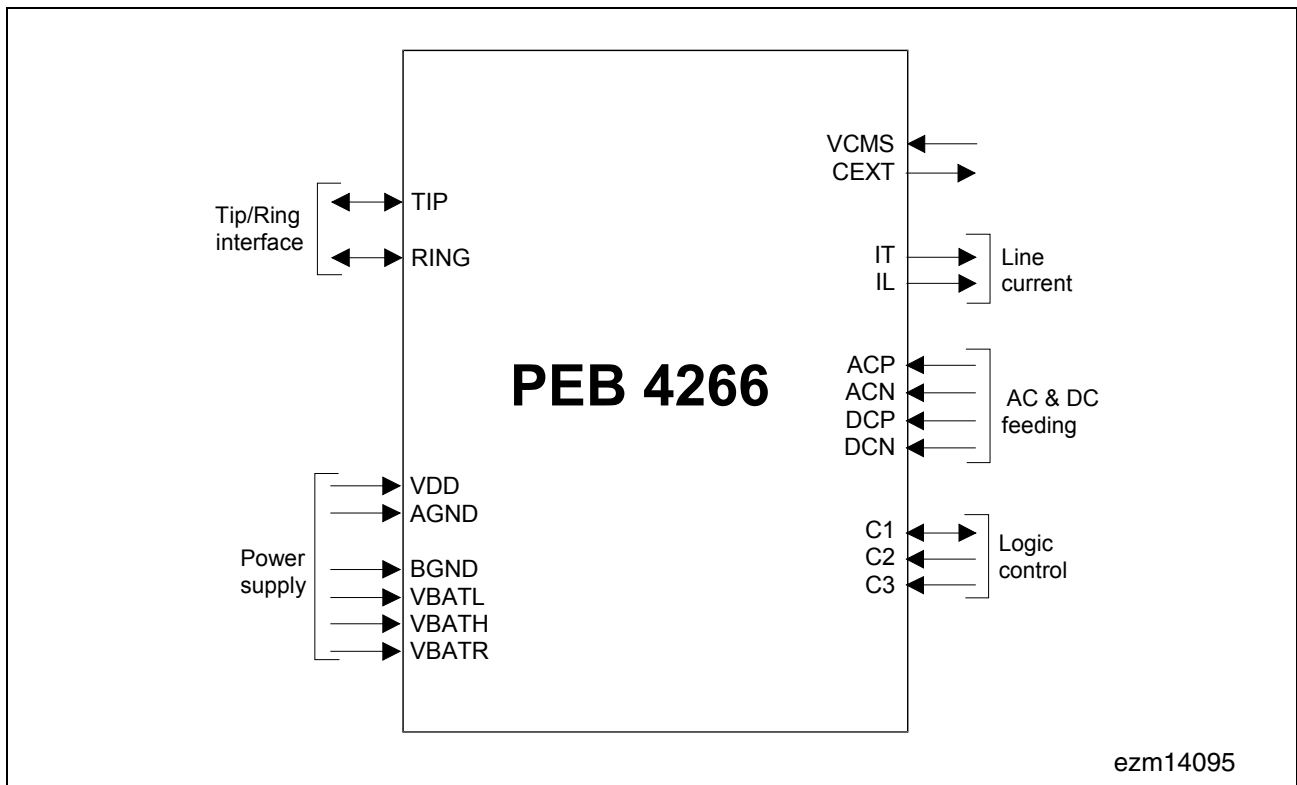 Tip/Ring
interface
TIP
RING
Power
supply
VDD
AGND
BGND
VBATL
VBATH
VBATR
PEB 4266
VCMS
CEXT
IT
IL
Line
current
ACP
ACN
DCP
DCN
AC & DC
feeding
C1
C2
C3
Logic
control
ezm14095